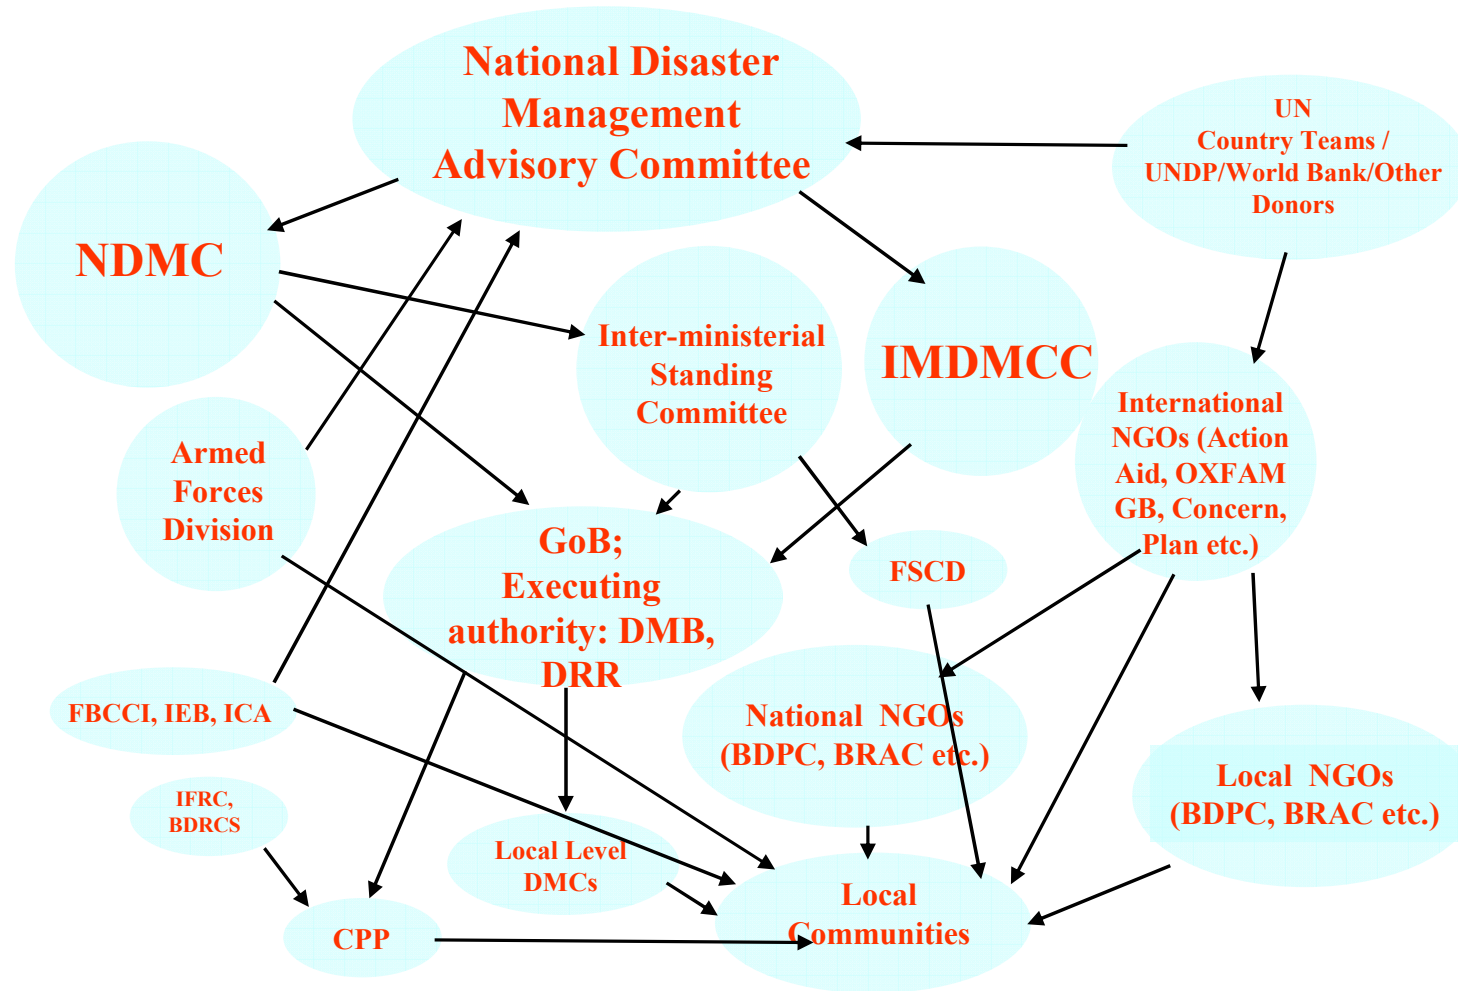 National Disaster
Management
Advisory Committee
UN
Country Teams /
UNDP/World Bank/Other
Donors
NDMC
Inter-ministerial
Standing
Committee
IMDMCC
International
NGOs (Action
Aid, OXFAM
GB, Concern,
Plan etc.)
Armed
Forces
Division
GoB;
Executing
authority: DMB,
DRR
FSCD
FBCCI, IEB, ICA
National NGOs
(BDPC, BRAC etc.)
Local NGOs
(BDPC, BRAC etc.)
IFRC,
BDRCS
Local Level
DMCs
Local
Communities
CPP